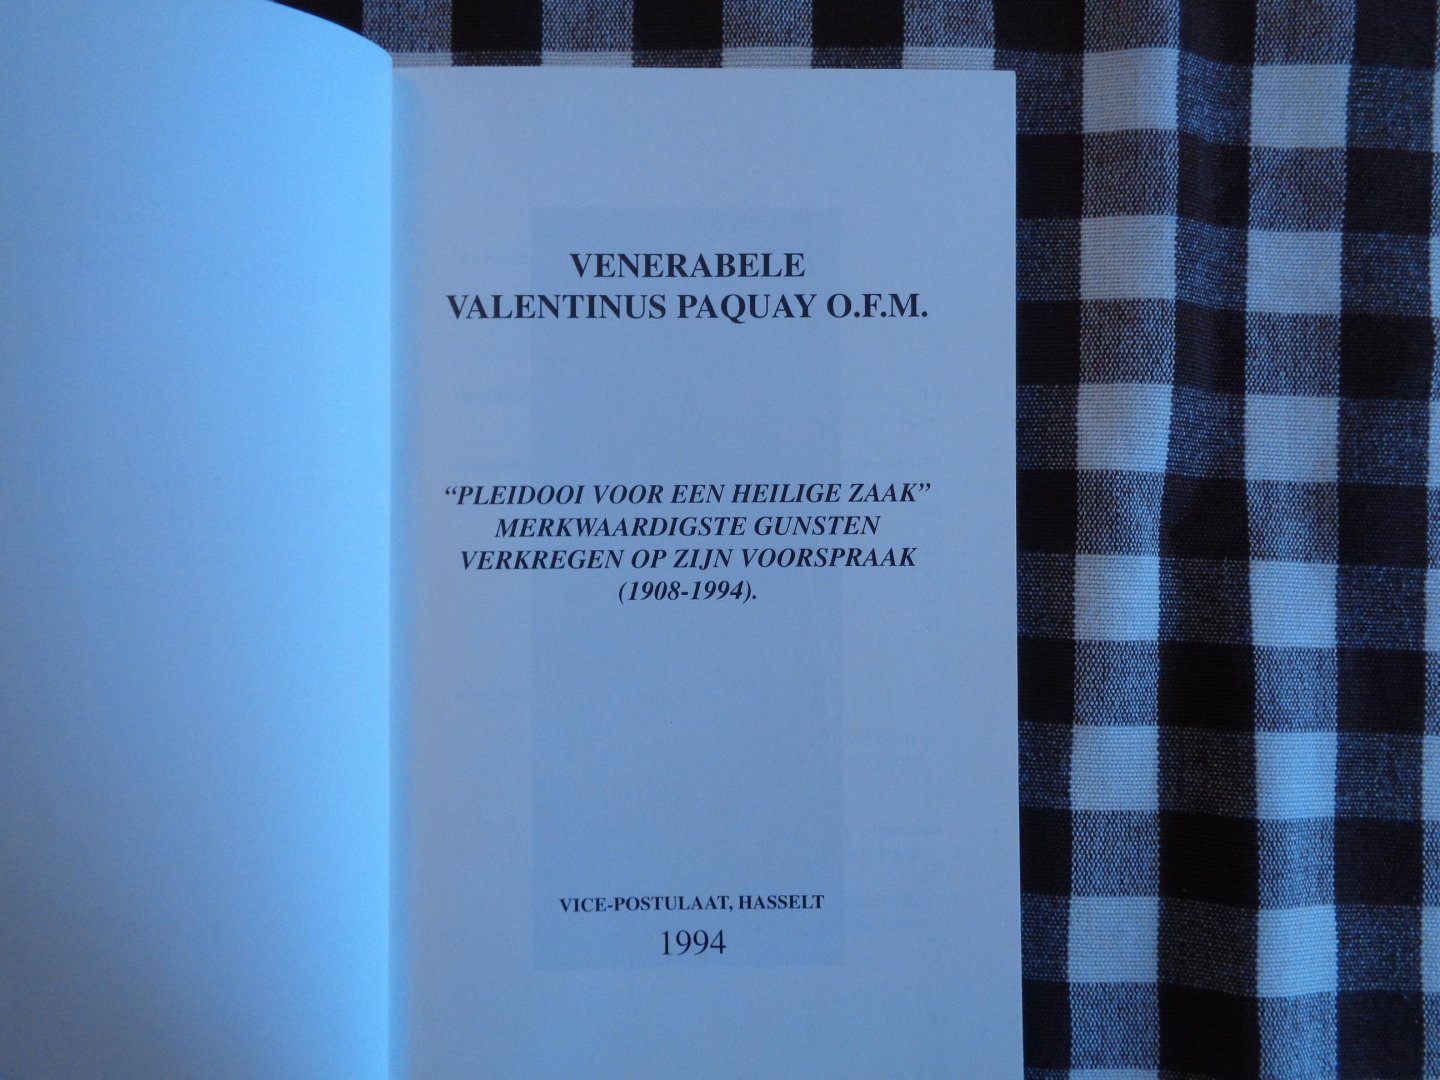 VENERABELE
VALENTINUS PAQUAY O.F.M.
“PLEIDOOI VOOR EEN HEILIGE ZAAK”
MERKWAARDIGSTE GUNSTEN
VERKREGEN OP ZIJN VOORSPRAAK
(1908-1994).
VICE-POSTULAAT, HASSELT
1994